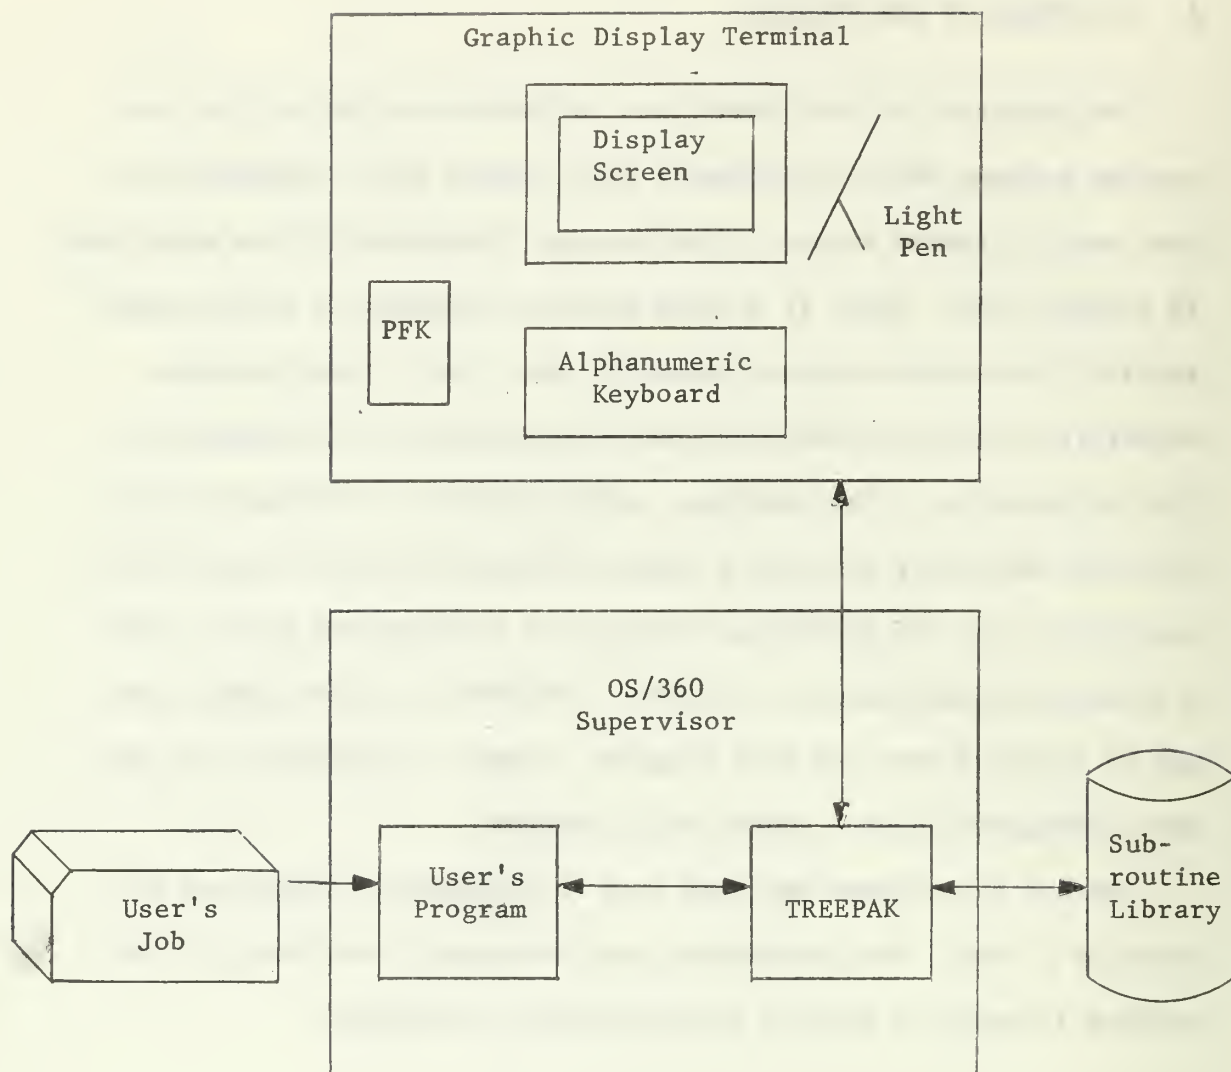 Graphic Display Terminal
Display
Screen
Light
Pen
PFK
Alphanumeric
Keyboard
OS/360
Supervisor
User's
Job
User's
Program
TREEPAK
Sub-
routine
Library